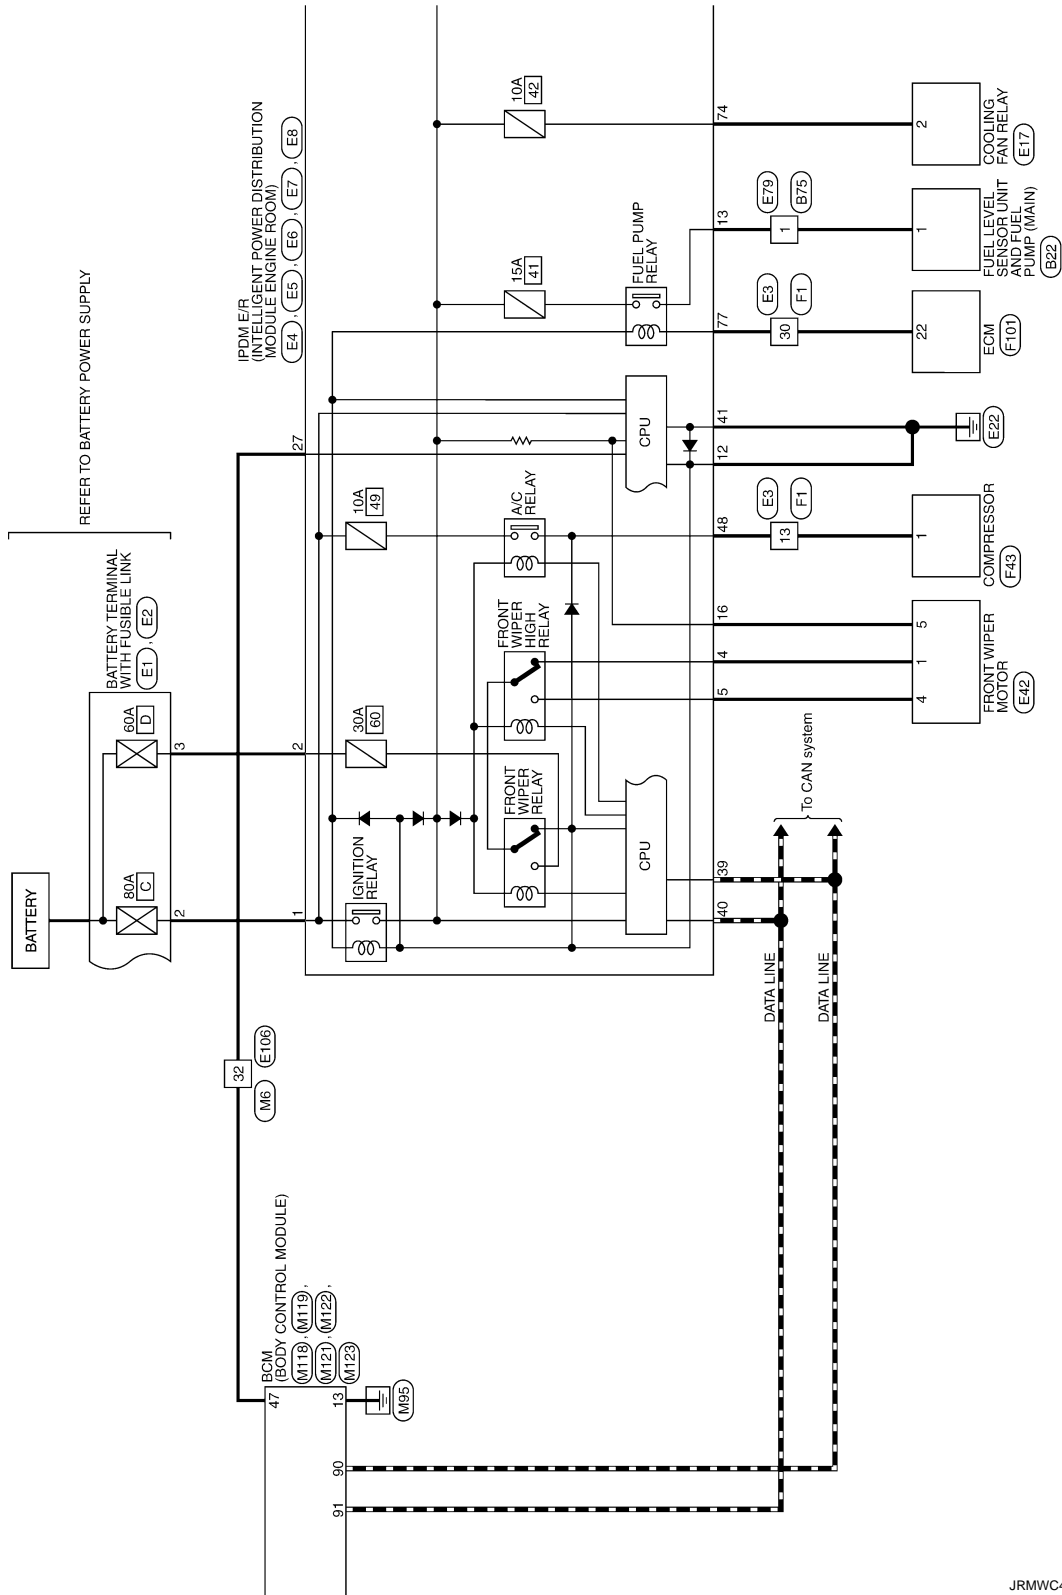 REFER TO BATTERY POWER SUPPLY
BATTERY
BATTERY TERMINAL
WITH FUSIBLE LINK
E1 , E2
80A
C
60A
D
2
3
IPDM E/R
(INTELLIGENT POWER DISTRIBUTION
MODULE ENGINE ROOM)
E4 , E5 , E6 , E7 , E8
1
2
27
BCM
(BODY CONTROL MODULE)
M118 , M119 ,
M121 , M122 ,
M123
47
13
M95
90
91
32
M6
E106
IGNITION
RELAY
30A
60
10A
49
FRONT
WIPER
RELAY
FRONT
WIPER
HIGH
RELAY
A/C
RELAY
15A
41
10A
42
CPU
CPU
FUEL PUMP
RELAY
40
39
5
4
16
48
12
41
77
13
74
DATA LINE
DATA LINE
To CAN system
13
E3
F1
30
E3
F1
1
E79
B75
E22
4
1
5
FRONT WIPER
MOTOR
E42
1
COMPRESSOR
F43
22
ECM
F101
1
FUEL LEVEL
SENSOR UNIT
AND FUEL
PUMP (MAIN)
B22
2
COOLING
FAN RELAY
E17